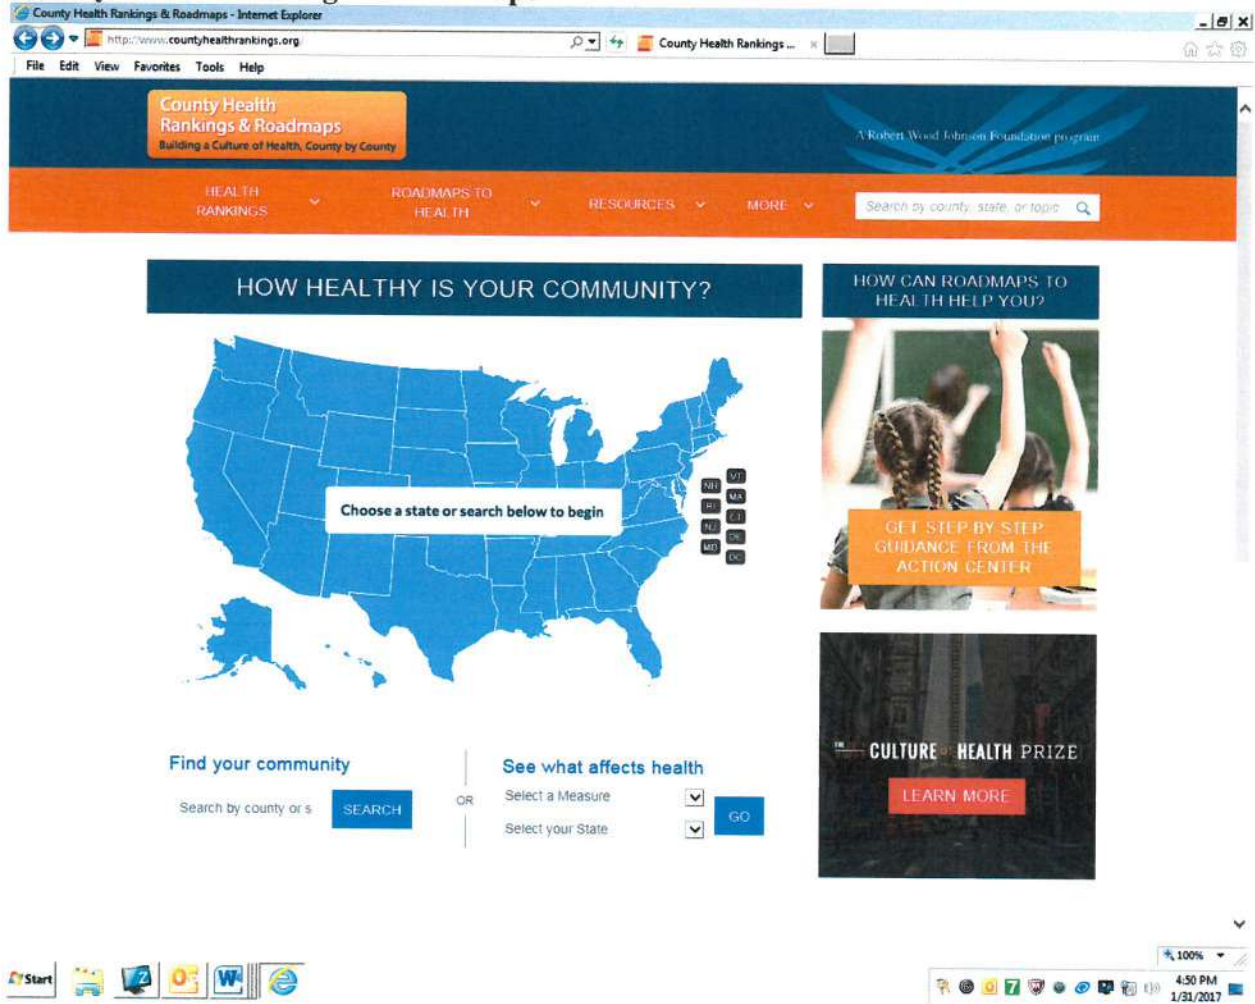 County Health Rankings & Roadmaps - Internet Explorer
http://www.countyhealthrankings.org
County Health Rankings ...
File Edit View Favorites Tools Help
County Health
Rankings & Roadmaps
Building a Culture of Health, County by County
A Robert Wood Johnson Foundation program
HEALTH
RANKINGS
ROADMAPS TO
HEALTH
RESOURCES
MORE
Search by county, state, or topic
HOW HEALTHY IS YOUR COMMUNITY?
HOW CAN ROADMAPS TO
HEALTH HELP YOU?
VT
NH
MA
RI
CT
NJ
DE
MD
DC
Choose a state or search below to begin
GET STEP-BY-STEP
GUIDANCE FROM THE
ACTION CENTER
THE CULTURE OF HEALTH PRIZE
LEARN MORE
Find your community
Search by county or s
SEARCH
OR
See what affects health
Select a Measure
Select your State
GO
100%
Start
4:50 PM
1/31/2017